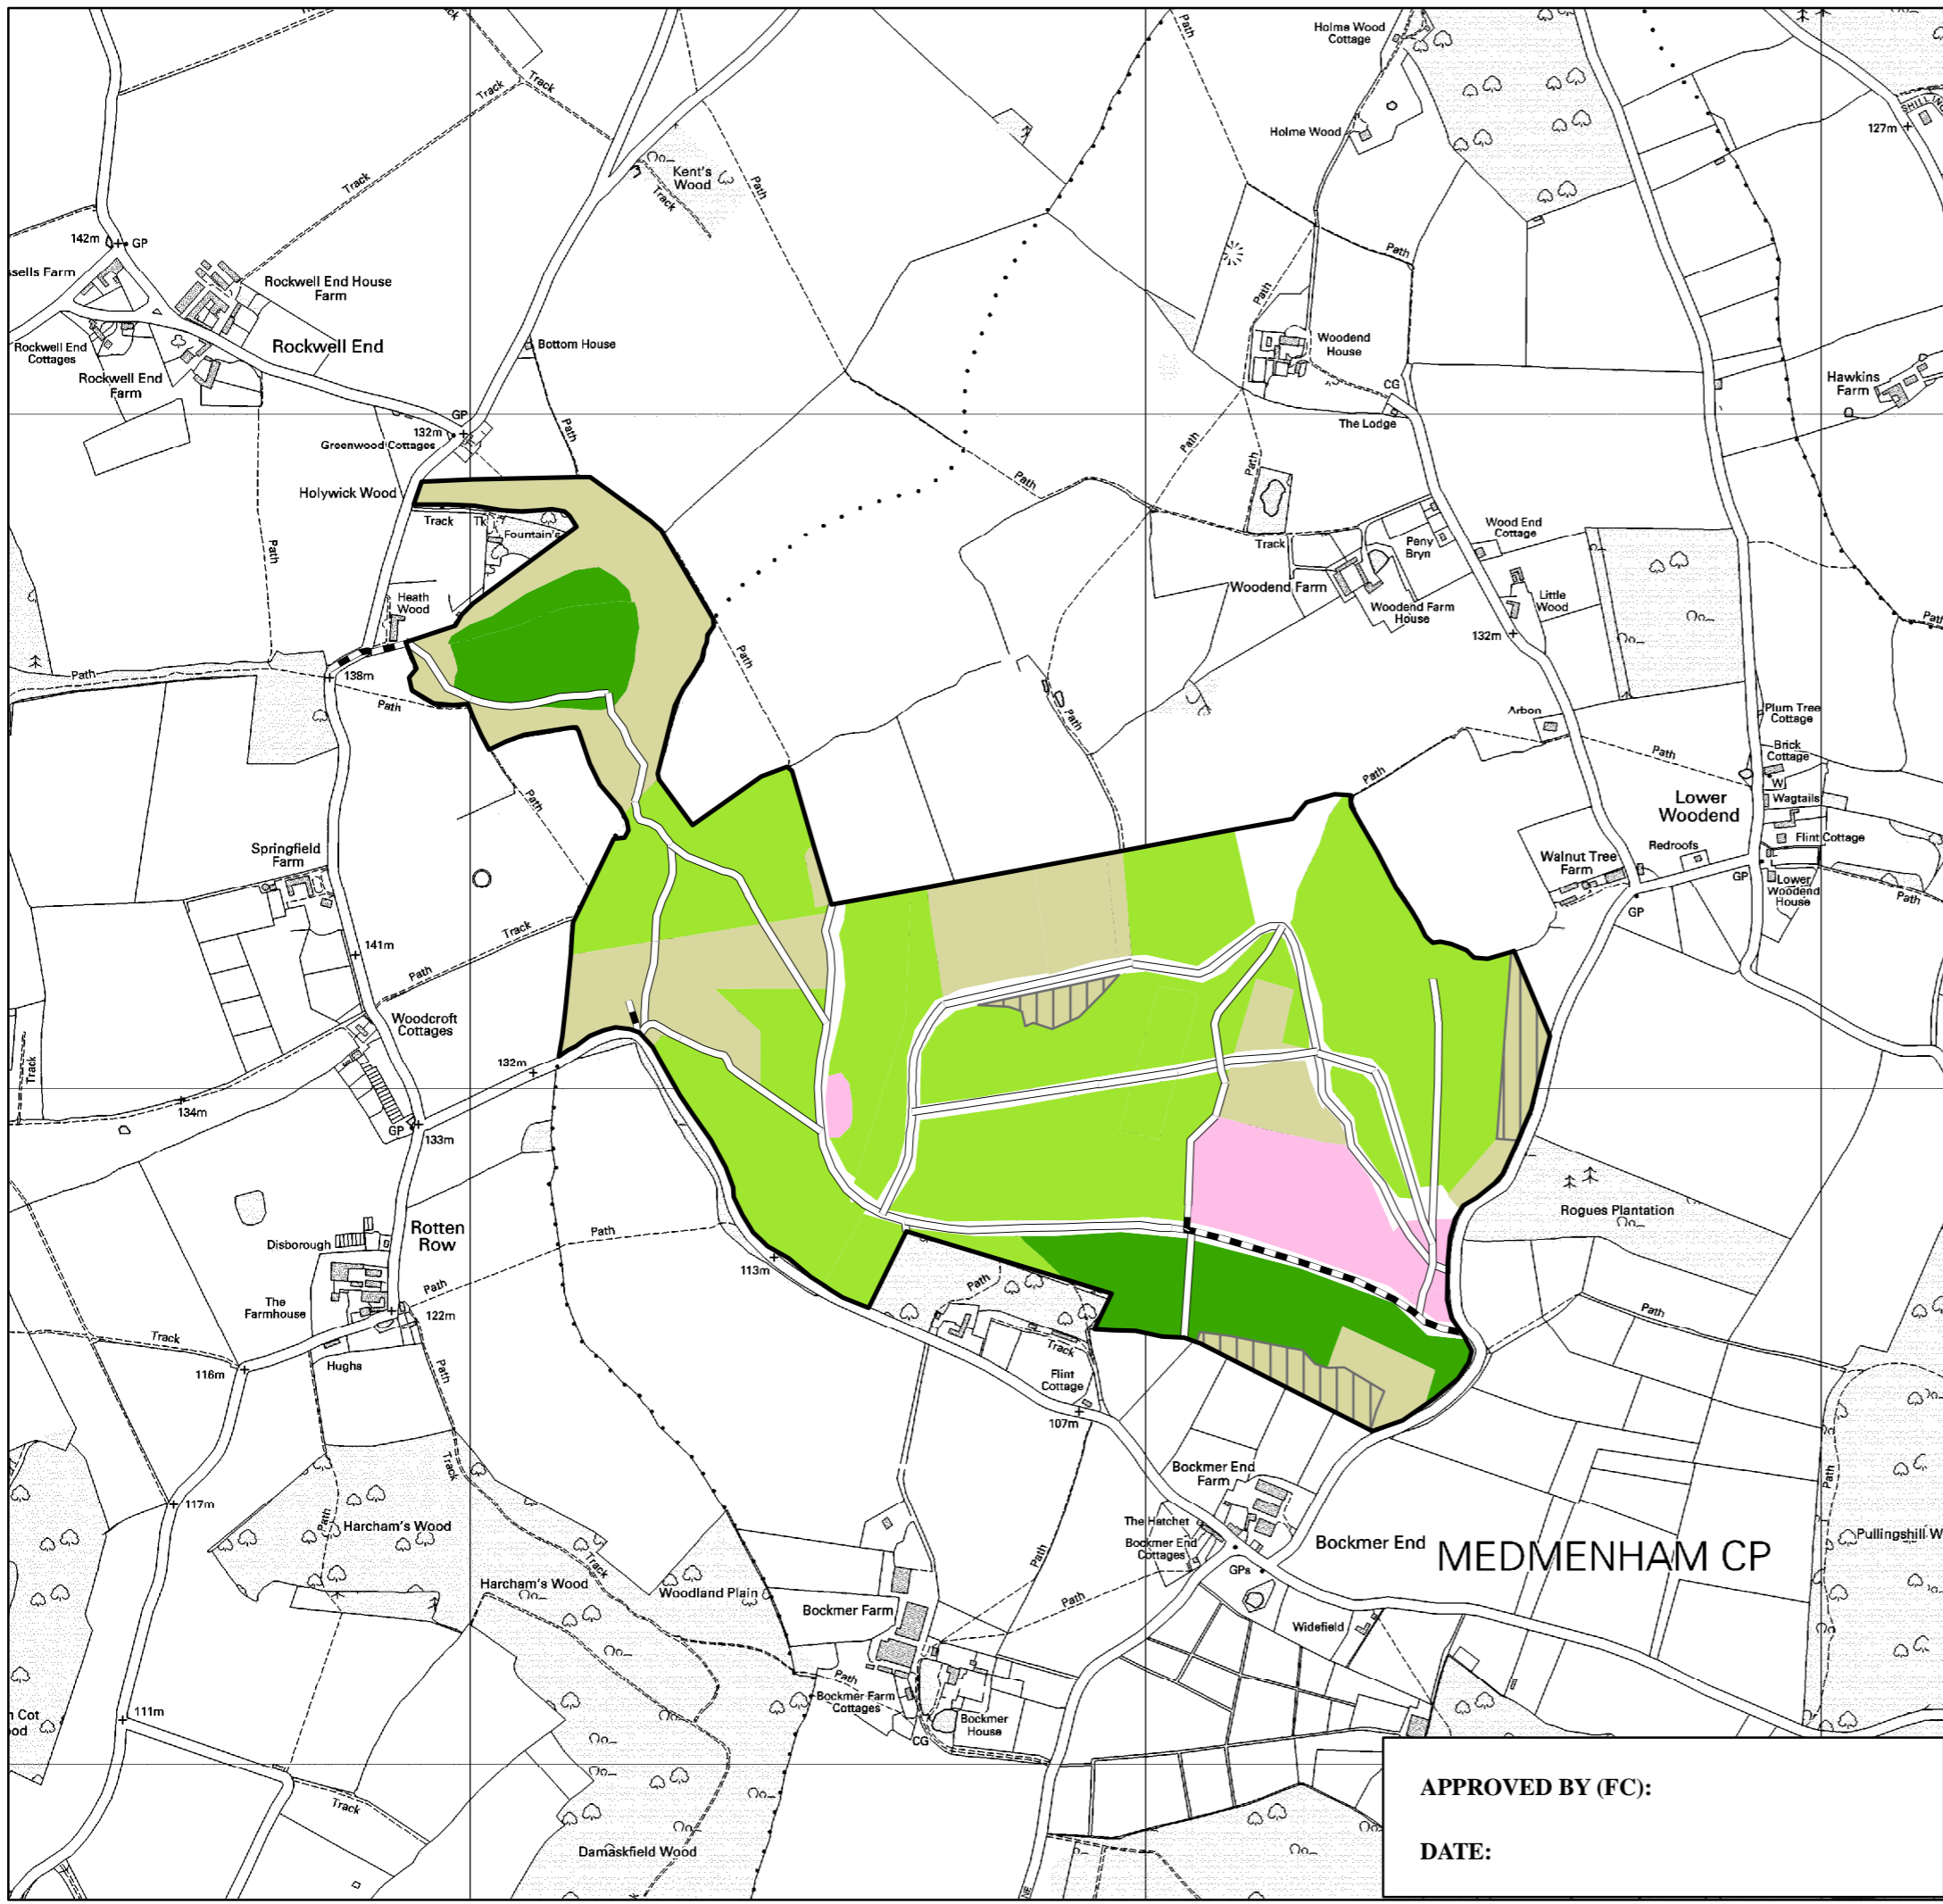 Path
Track
Holme Wood
Cottage
Track
Track
Holme Wood
127m
Kent's
Wood
Track
Path
Track
142m
GP
Path
ssells Farm
Rockwell End House
Farm
Path
Rockwell End
Cottages
Rockwell End
Bottom House
Woodend
House
Rockwell End
Farm
CG
Hawkins
Farm
GP
132m
Greenwood Cottages
Path
The Lodge
Path
Path
Path
Holywick Wood
Track
Tk
Fountain's
Path
Track
Peny
Bryn
Wood End
Cottage
Heath
Wood
Woodend Farm
Woodend Farm
House
Little
Wood
132m
Path
Path
138m
Path
Path
Path
Arbon
Plum Tree
Cottage
Path
Brick
Cottage
W
Wagtails
Path
Path
Lower
Woodend
Flint Cottage
Springfield
Farm
Redroofs
Walnut Tree
Farm
GP
Lower
Woodend
House
Path
GP
Track
141m
Path
Woodcroft
Cottages
Track
132m
134m
GP
133m
Rogues Plantation
Rotten
Row
Disborough
Path
113m
Path
Path
The
Farmhouse
122m
Path
Track
Track
116m
Hughs
Path
Flint
Cottage
107m
Track
Bockmer End
Farm
Path
117m
Path
Harcham's Wood
The Hatchet
Bockmer End
Cottages
Bockmer End
MEDMENHAM CP
Pullingshill W
GPs
Path
Track
Harcham's Wood
Woodland Plain
Bockmer Farm
Path
Widefield
Path
Bockmer Farm
Cottages
Bockmer
House
CG
111m
Cot
Track
Damaskfield Wood
APPROVED BY (FC):
DATE: